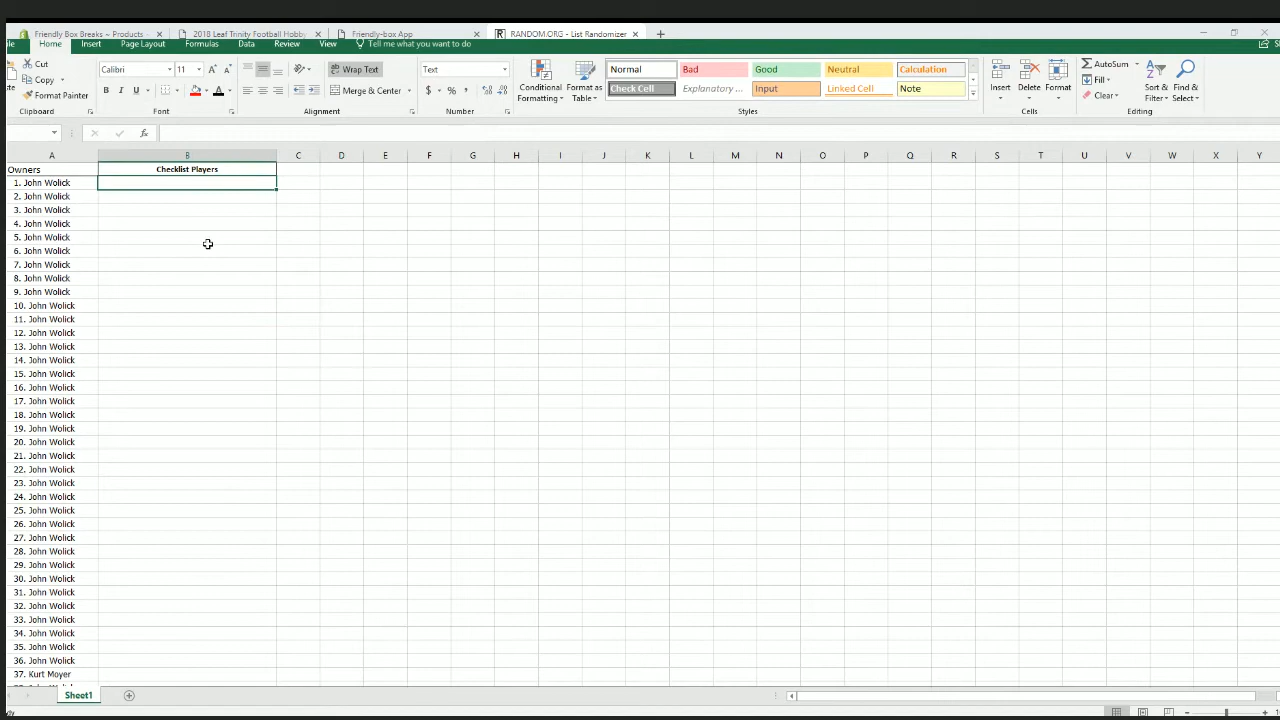 Friendly Box Breaks ~ Products 2018 Leaf Trinity Football Hobby Friendly-box App RANDOM.ORG - List Randomizer
Home Insert Page Layout Formulas Data Review View Tell me what you want to do
Cut
Copy
Format Painter
Clipboard
Calibri 11
B I U
Font
Wrap Text
Merge & Center
Alignment
Text
$ % ,
Number
Conditional Formatting
Format as Table
Normal Bad Good Neutral Calculation
Check Cell Explanatory ... Input Linked Cell Note
Styles
Insert Delete Format
Cells
AutoSum
Fill
Clear
Sort & Filter
Find & Select
Editing
fx
A B C D E F G H I J K L M N O P Q R S T U V W X Y
Owners Checklist Players
1. John Wolick
2. John Wolick
3. John Wolick
4. John Wolick
5. John Wolick
6. John Wolick
7. John Wolick
8. John Wolick
9. John Wolick
10. John Wolick
11. John Wolick
12. John Wolick
13. John Wolick
14. John Wolick
15. John Wolick
16. John Wolick
17. John Wolick
18. John Wolick
19. John Wolick
20. John Wolick
21. John Wolick
22. John Wolick
23. John Wolick
24. John Wolick
25. John Wolick
26. John Wolick
27. John Wolick
28. John Wolick
29. John Wolick
30. John Wolick
31. John Wolick
32. John Wolick
33. John Wolick
34. John Wolick
35. John Wolick
36. John Wolick
37. Kurt Moyer
Sheet1